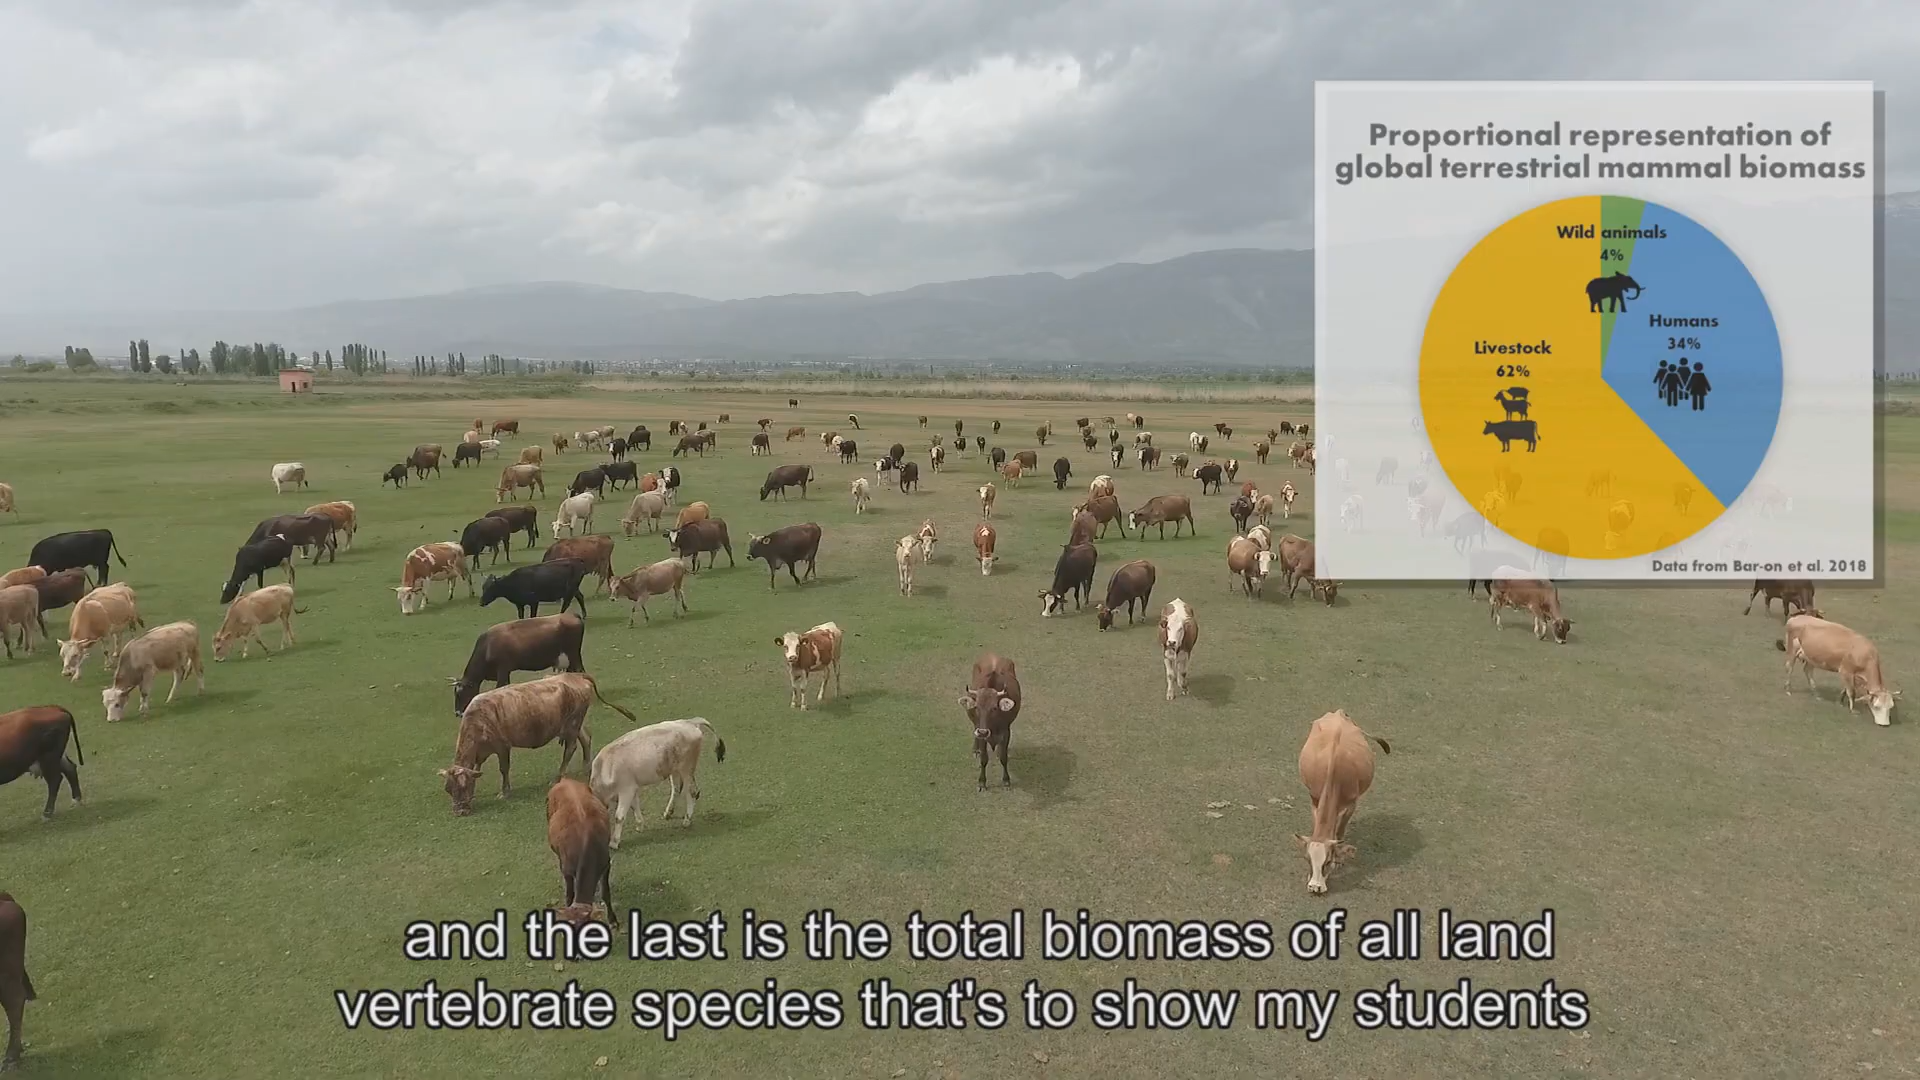 Proportional representation of
global terrestrial mammal biomass
Wild animals
4%
Humans
34%
Livestock
62%
Data from Bar-on et al. 2018
and the last is the total biomass of all land
vertebrate species that's to show my students